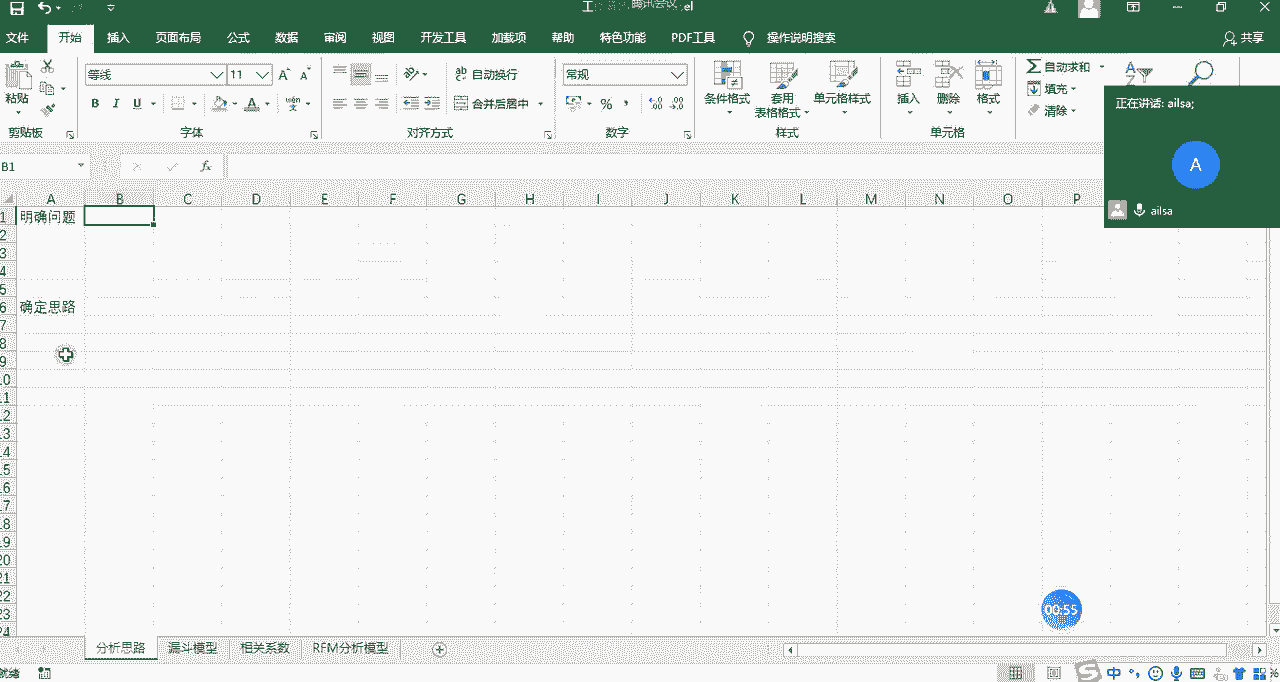 腾讯会议
文件 开始 插入 页面布局 公式 数据 审阅 视图 开发工具 加载项 帮助 特色功能 PDF工具 操作说明搜索 共享
等线 11 常规
粘贴 自动换行 条件格式 套用 单元格样式 插入 删除 格式 自动求和
B I U 合并后居中 % 表格格式 填充
清除
剪贴板 字体 对齐方式 数字 样式 单元格
正在讲话: ailsa;
A
ailsa
B1 fx
A B C D E F G H I J K L M N O P
1 明确问题
2
3
4
5
6 确定思路
7
8
9
10
11
12
13
14
15
16
17
18
19
20
21
22
23
24
00:55
分析思路 漏斗模型 相关系数 RFM分析模型
就绪 中